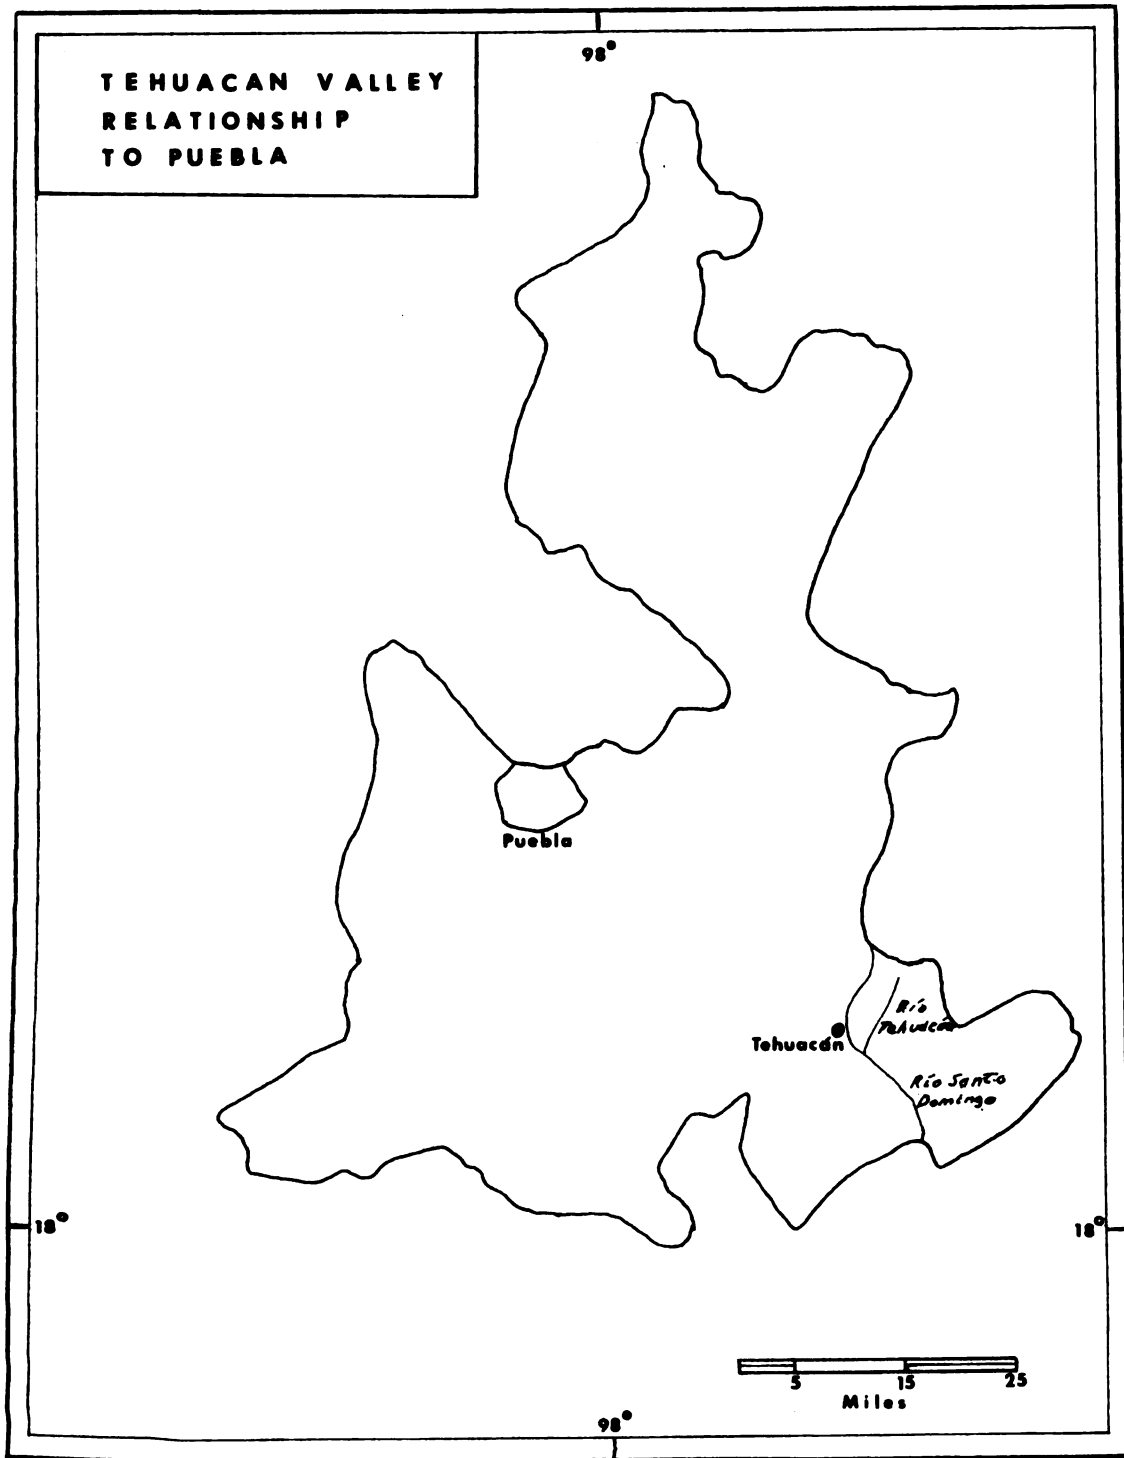 TEHUACAN VALLEY
RELATIONSHIP
TO PUEBLA
98°
Puebla
Río
Tehuacán
Tehuacán
Río Santo
Domingo
18°
18°
5 15 25
Miles
98°